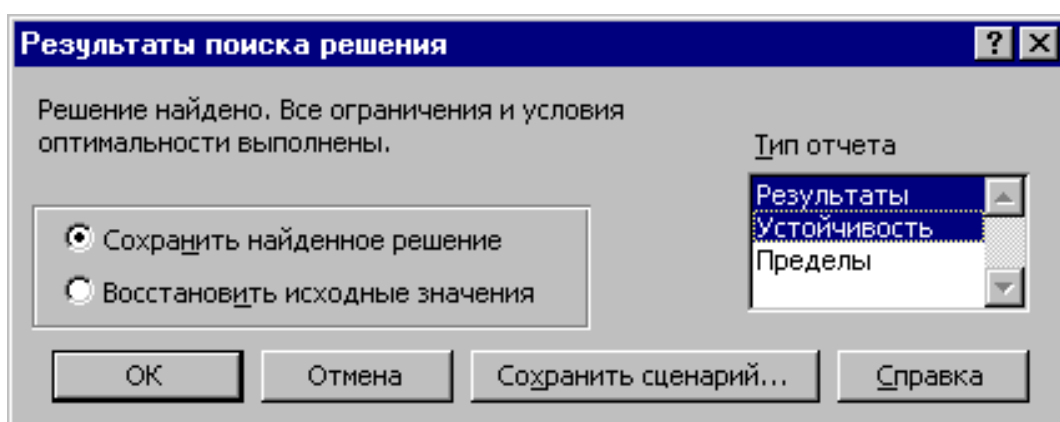 Результаты поиска решения
Решение найдено. Все ограничения и условия
оптимальности выполнены.
Тип отчета
Результаты
Устойчивость
Пределы
Сохранить найденное решение
Восстановить исходные значения
ОК
Отмена
Сохранить сценарий...
Справка